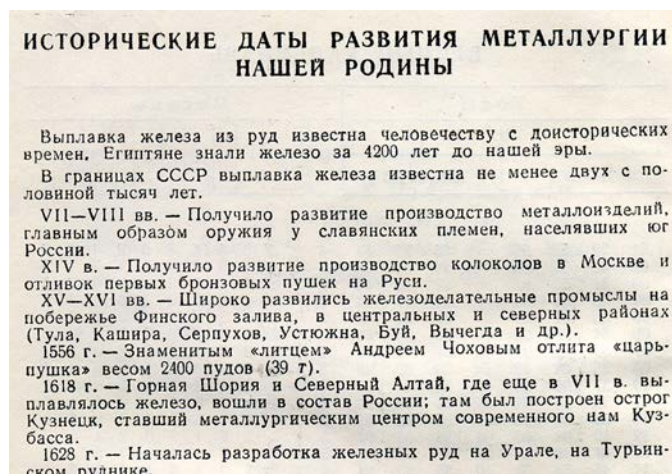 ИСТОРИЧЕСКИЕ ДАТЫ РАЗВИТИЯ МЕТАЛЛУРГИИ
НАШЕЙ РОДИНЫ
Выплавка железа из руд известна человечеству с доисторических
времен. Египтяне знали железо за 4200 лет до нашей эры.
В границах СССР выплавка железа известна не менее двух с по-
ловиной тысяч лет.
VII—VIII вв. — Получило развитие производство металлоизделий,
главным образом оружия у славянских племен, населявших юг
России.
XIV в. — Получило развитие производство колоколов в Москве и
отливок первых бронзовых пушек на Руси.
XV—XVI вв. — Широко развились железоделательные промыслы на
побережье Финского залива, в центральных и северных районах
(Тула, Кашира, Серпухов, Устюжна, Буй, Вычегда и др.).
1556 г. — Знаменитым «литцем» Андреем Чоховым отлита «царь-
пушка» весом 2400 пудов (39 т).
1618 г. — Горная Шория и Северный Алтай, где еще в VII в. вы-
плавлялось железо, вошли в состав России; там был построен острог
Кузнецк, ставший металлургическим центром современного нам Куз-
басса.
1628 г. — Началась разработка железных руд на Урале, на Турьин-
ском руднике.